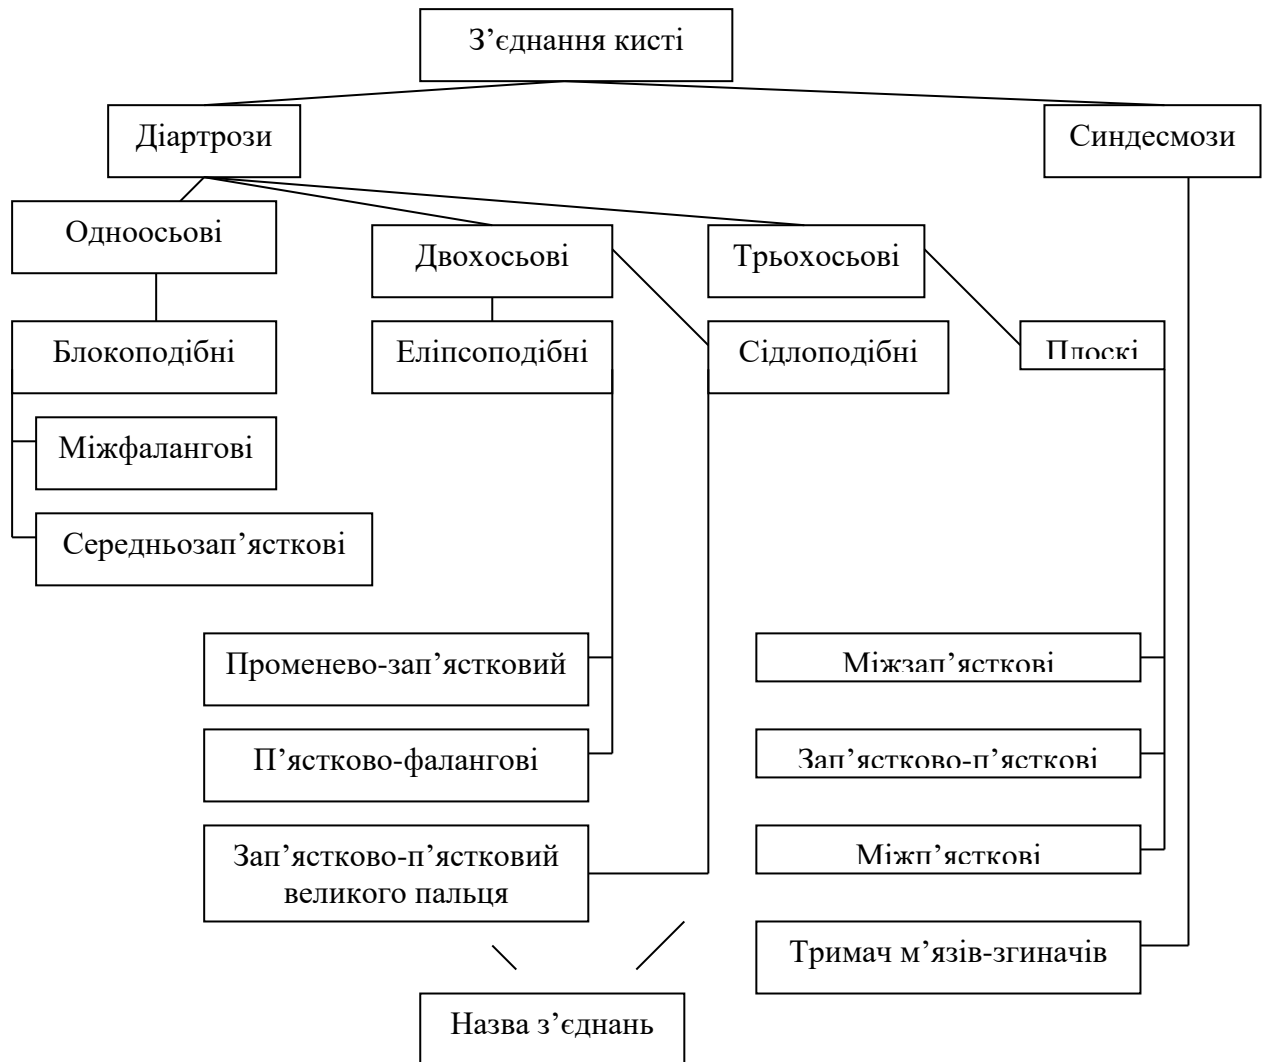 З’єднання кисті
Діартрози
Синдесмози
Одноосьові
Двохосьові
Трьохосьові
Блокоподібні
Еліпсоподібні
Сідлоподібні
Плоскі
Міжфалангові
Середньозап’ясткові
Променево-зап’ястковий
Міжзап’ясткові
П’ястково-фалангові
Зап’ястково-п’ясткові
Зап’ястково-п’ястковий
великого пальця
Міжп’ясткові
Тримач м’язів-згиначів
Назва з’єднань